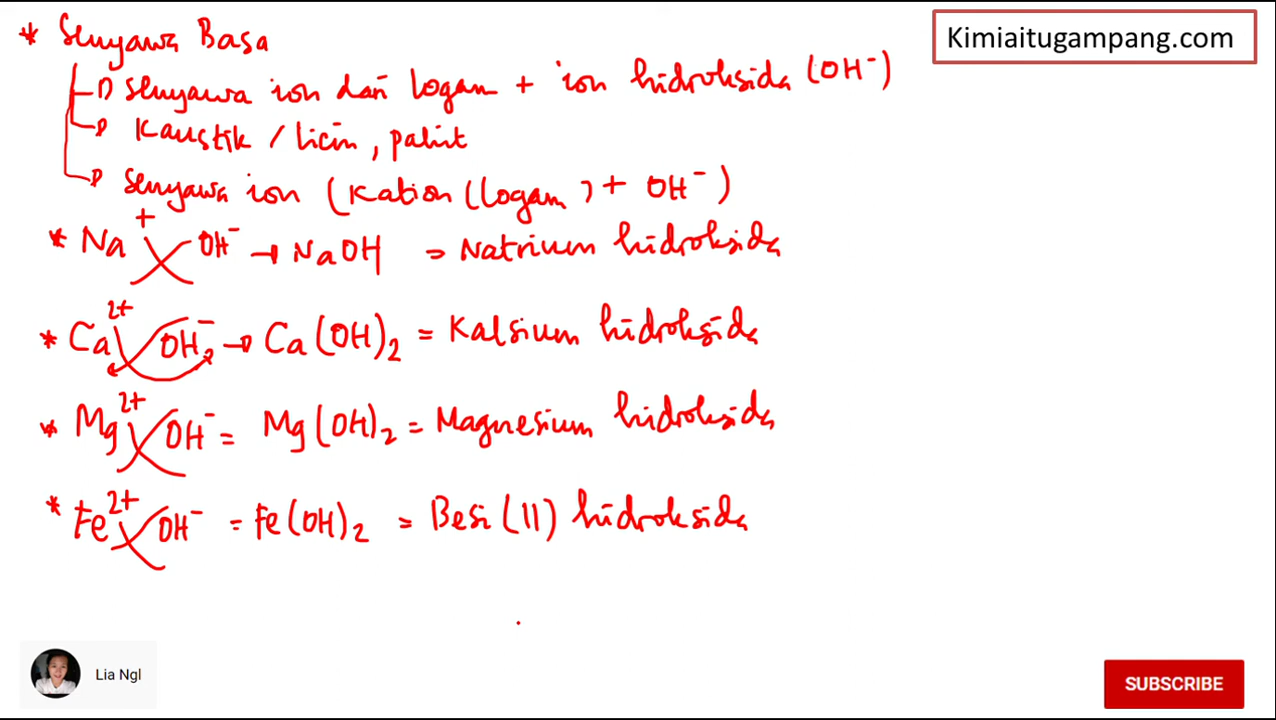 * Senyawa Basa
Kimiaitugampang.com
senyawa ion dari logam + ion hidroksida (OH⁻)
Kaustik / licin, pahit
senyawa ion (Kation (logam) + OH⁻)
* Na⁺ OH⁻ → NaOH = Natrium hidroksida
* Ca²⁺ OH⁻₂ → Ca(OH)₂ = Kalsium hidroksida
* Mg²⁺ OH⁻ = Mg(OH)₂ = Magnesium hidroksida
* Fe²⁺ OH⁻ = Fe(OH)₂ = Besi (II) hidroksida
Lia Ngl
SUBSCRIBE